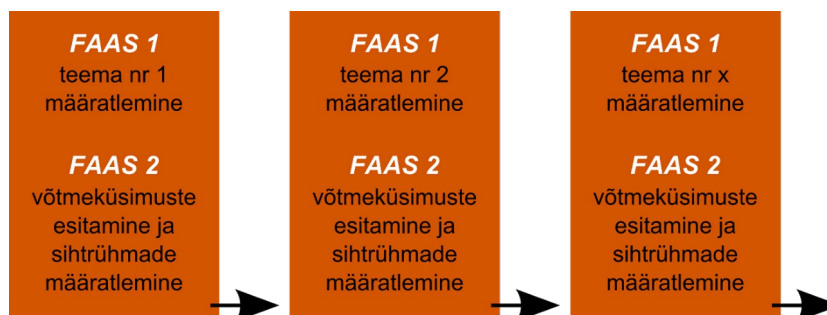 FAAS 1
teema nr 1
määratlemine
FAAS 2
võtmeküsimuste
esitamine ja
sihtrühmade
määratlemine
FAAS 1
teema nr 2
määratlemine
FAAS 2
võtmeküsimuste
esitamine ja
sihtrühmade
määratlemine
FAAS 1
teema nr x
määratlemine
FAAS 2
võtmeküsimuste
esitamine ja
sihtrühmade
määratlemine